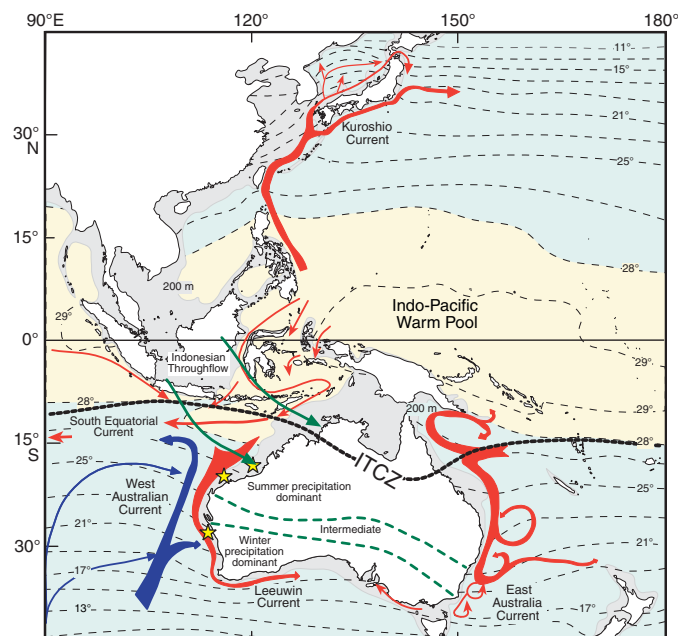 90°
120°
150°
180°
11°
15°
21°
25°
30°
N
Kuroshio
Current
15°
200 m
28°
Indo-Pacific
Warm Pool
29°
0°
Indonesian
Throughflow
29°
28°
200 m
29°
South Equatorial
Current
28°
15°
S
ITCZ
25°
West
Australian
Current
Summer precipitation
dominant
25°
21°
Intermediate
Winter
precipitation
dominant
21°
30°
17°
Leeuwin
Current
East
Australia
Current
17°
13°